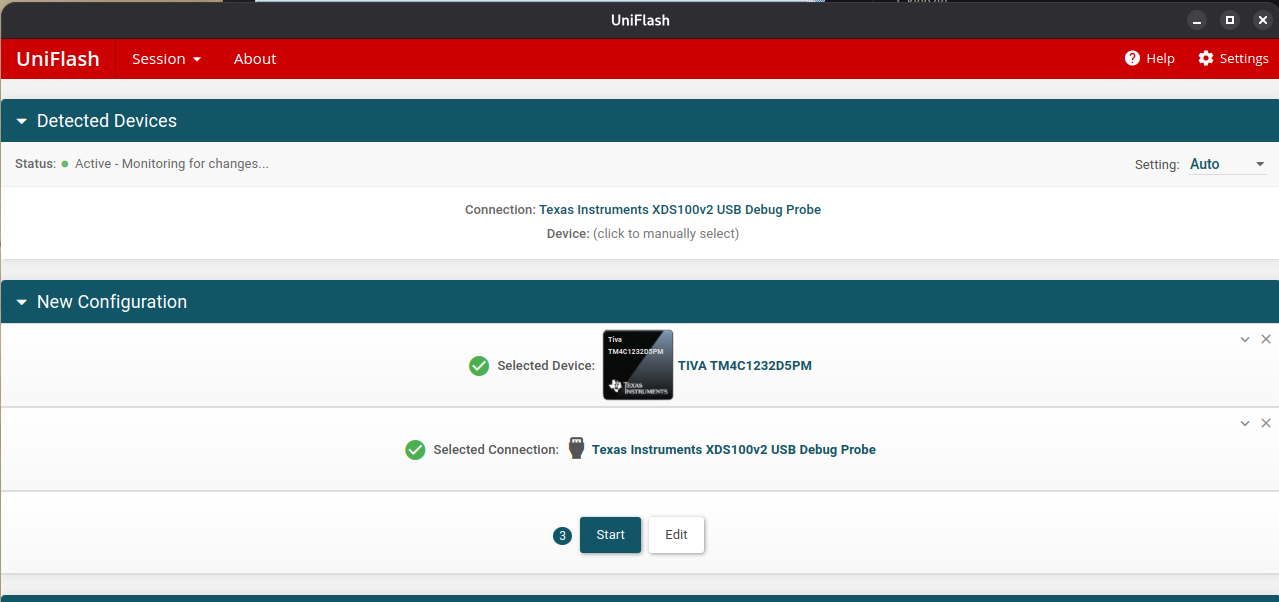 UniFlash
UniFlash Session About Help Settings
Detected Devices
Status: Active - Monitoring for changes...
Setting: Auto
Connection: Texas Instruments XDS100v2 USB Debug Probe
Device: (click to manually select)
New Configuration
Selected Device: TIVA TM4C1232D5PM
Tiva
TM4C1232D5PM
TEXAS
INSTRUMENTS
Selected Connection: Texas Instruments XDS100v2 USB Debug Probe
3 Start Edit